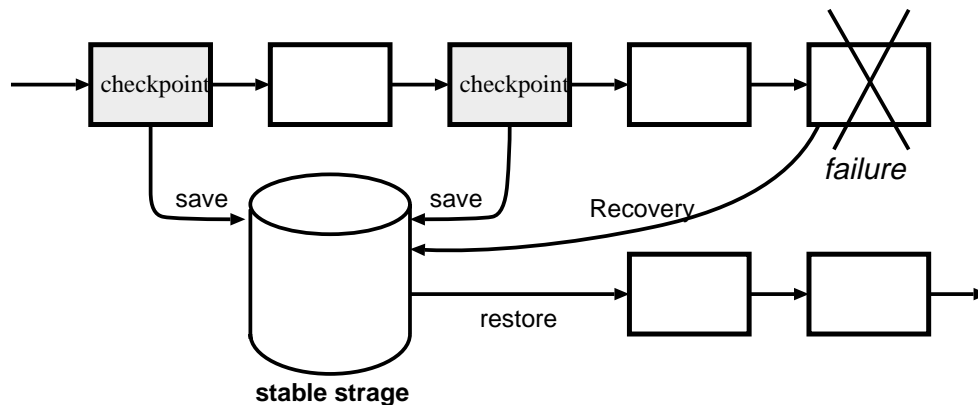 checkpoint
checkpoint
failure
save
save
Recovery
restore
stable strage